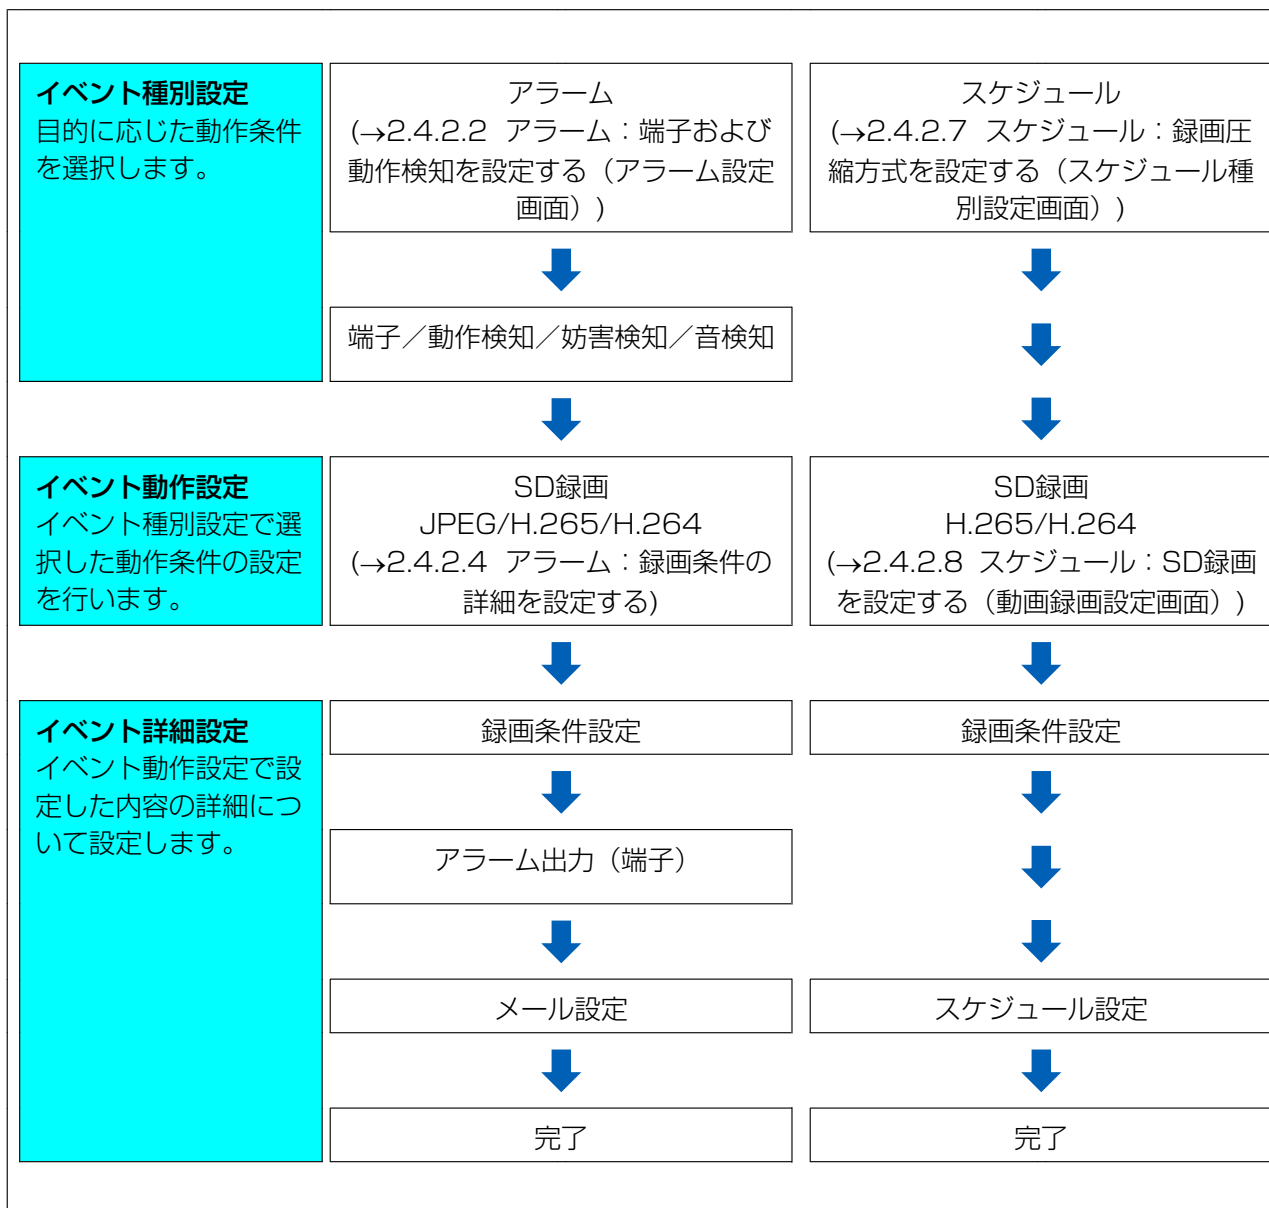 イベント種別設定
目的に応じた動作条件
を選択します。
アラーム
(→2.4.2.2 アラーム：端子および
動作検知を設定する（アラーム設定
画面）)
スケジュール
(→2.4.2.7 スケジュール：録画圧
縮方式を設定する（スケジュール種
別設定画面）)
端子／動作検知／妨害検知／音検知
イベント動作設定
イベント種別設定で選
択した動作条件の設定
を行います。
SD録画
JPEG/H.265/H.264
(→2.4.2.4 アラーム：録画条件の
詳細を設定する)
SD録画
H.265/H.264
(→2.4.2.8 スケジュール：SD録画
を設定する（動画録画設定画面）)
イベント詳細設定
イベント動作設定で設
定した内容の詳細につ
いて設定します。
録画条件設定
録画条件設定
アラーム出力（端子）
メール設定
スケジュール設定
完了
完了